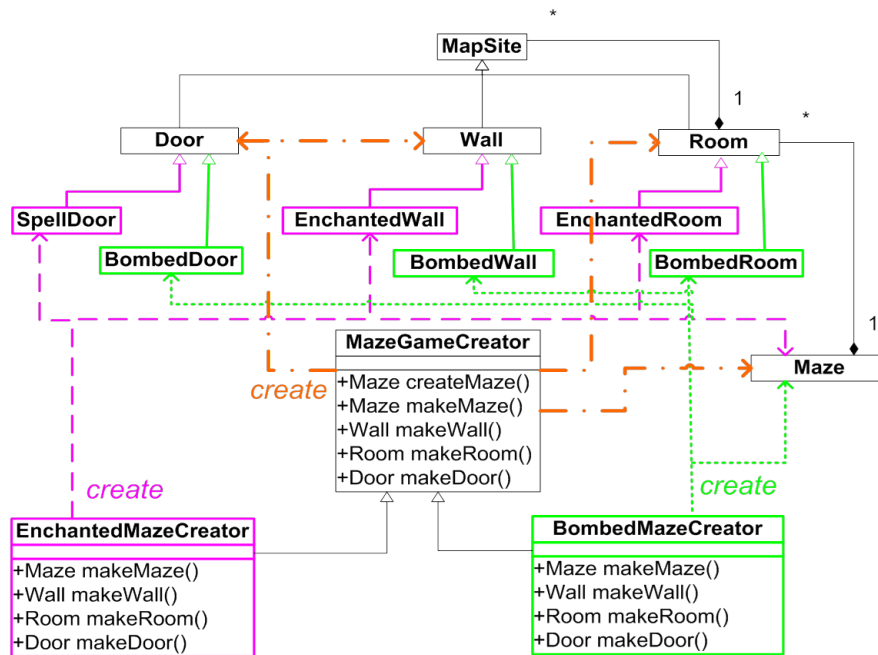 *
MapSite
1
*
Door
Wall
Room
SpellDoor
EnchantedWall
EnchantedRoom
BombedDoor
BombedWall
BombedRoom
1
MazeGameCreator
Maze
+Maze createMaze()
+Maze makeMaze()
+Wall makeWall()
+Room makeRoom()
+Door makeDoor()
create
create
create
EnchantedMazeCreator
+Maze makeMaze()
+Wall makeWall()
+Room makeRoom()
+Door makeDoor()
BombedMazeCreator
+Maze makeMaze()
+Wall makeWall()
+Room makeRoom()
+Door makeDoor()